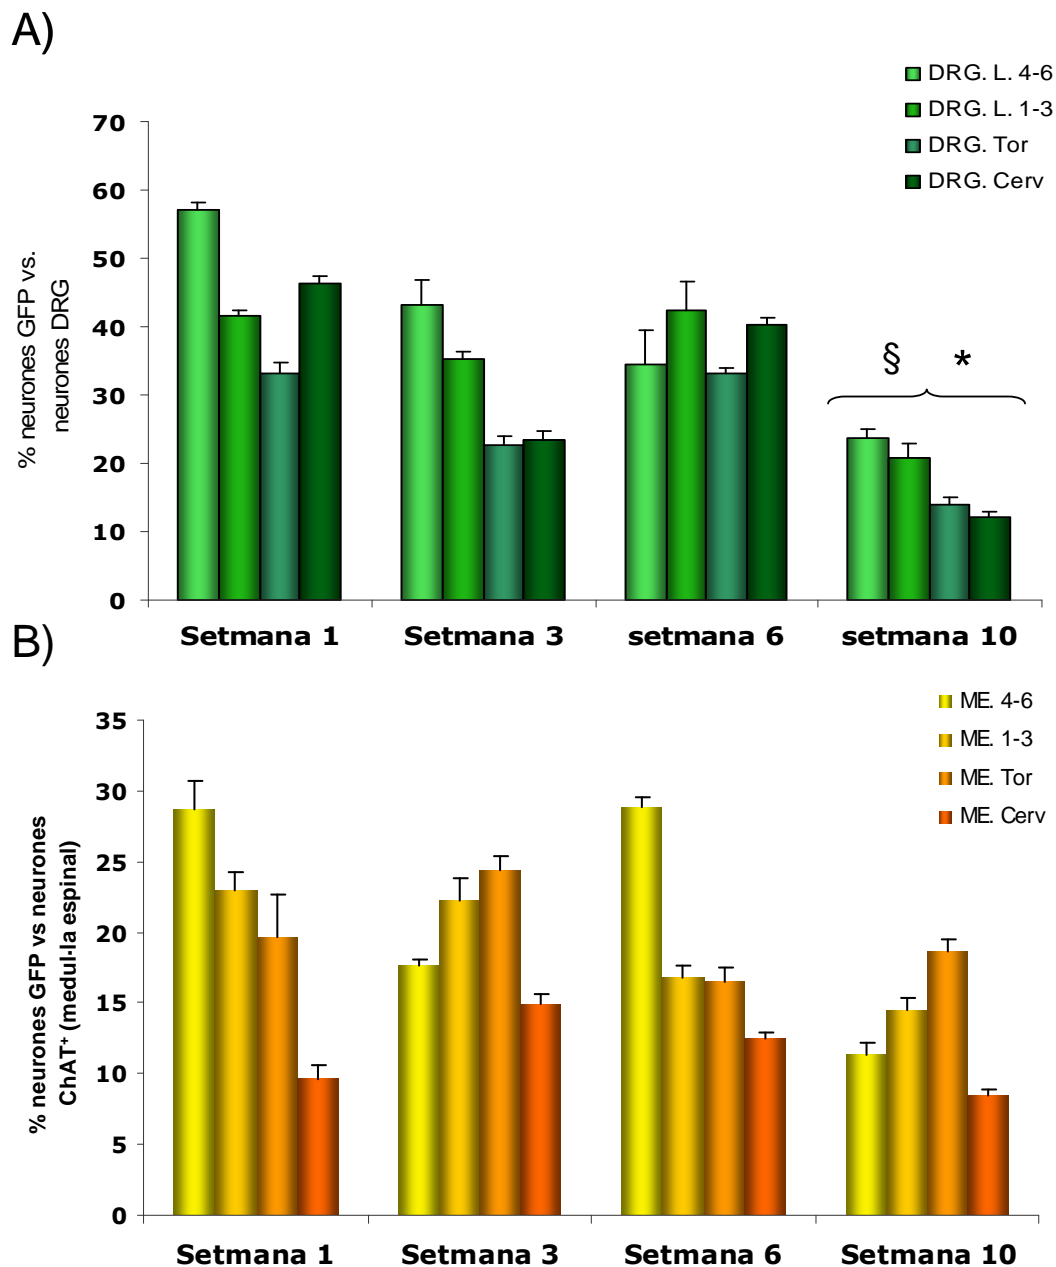 A)
DRG. L. 4-6
DRG. L. 1-3
DRG. Tor
DRG. Cerv
% neurones GFP vs.
neurones DRG
70
60
50
40
30
20
10
0
§ *
Setmana 1 Setmana 3 setmana 6 setmana 10
B)
ME. 4-6
ME. 1-3
ME. Tor
ME. Cerv
% neurones GFP vs neurones
ChAT⁺ (medul·la espinal)
35
30
25
20
15
10
5
0
Setmana 1 Setmana 3 Setmana 6 Setmana 10